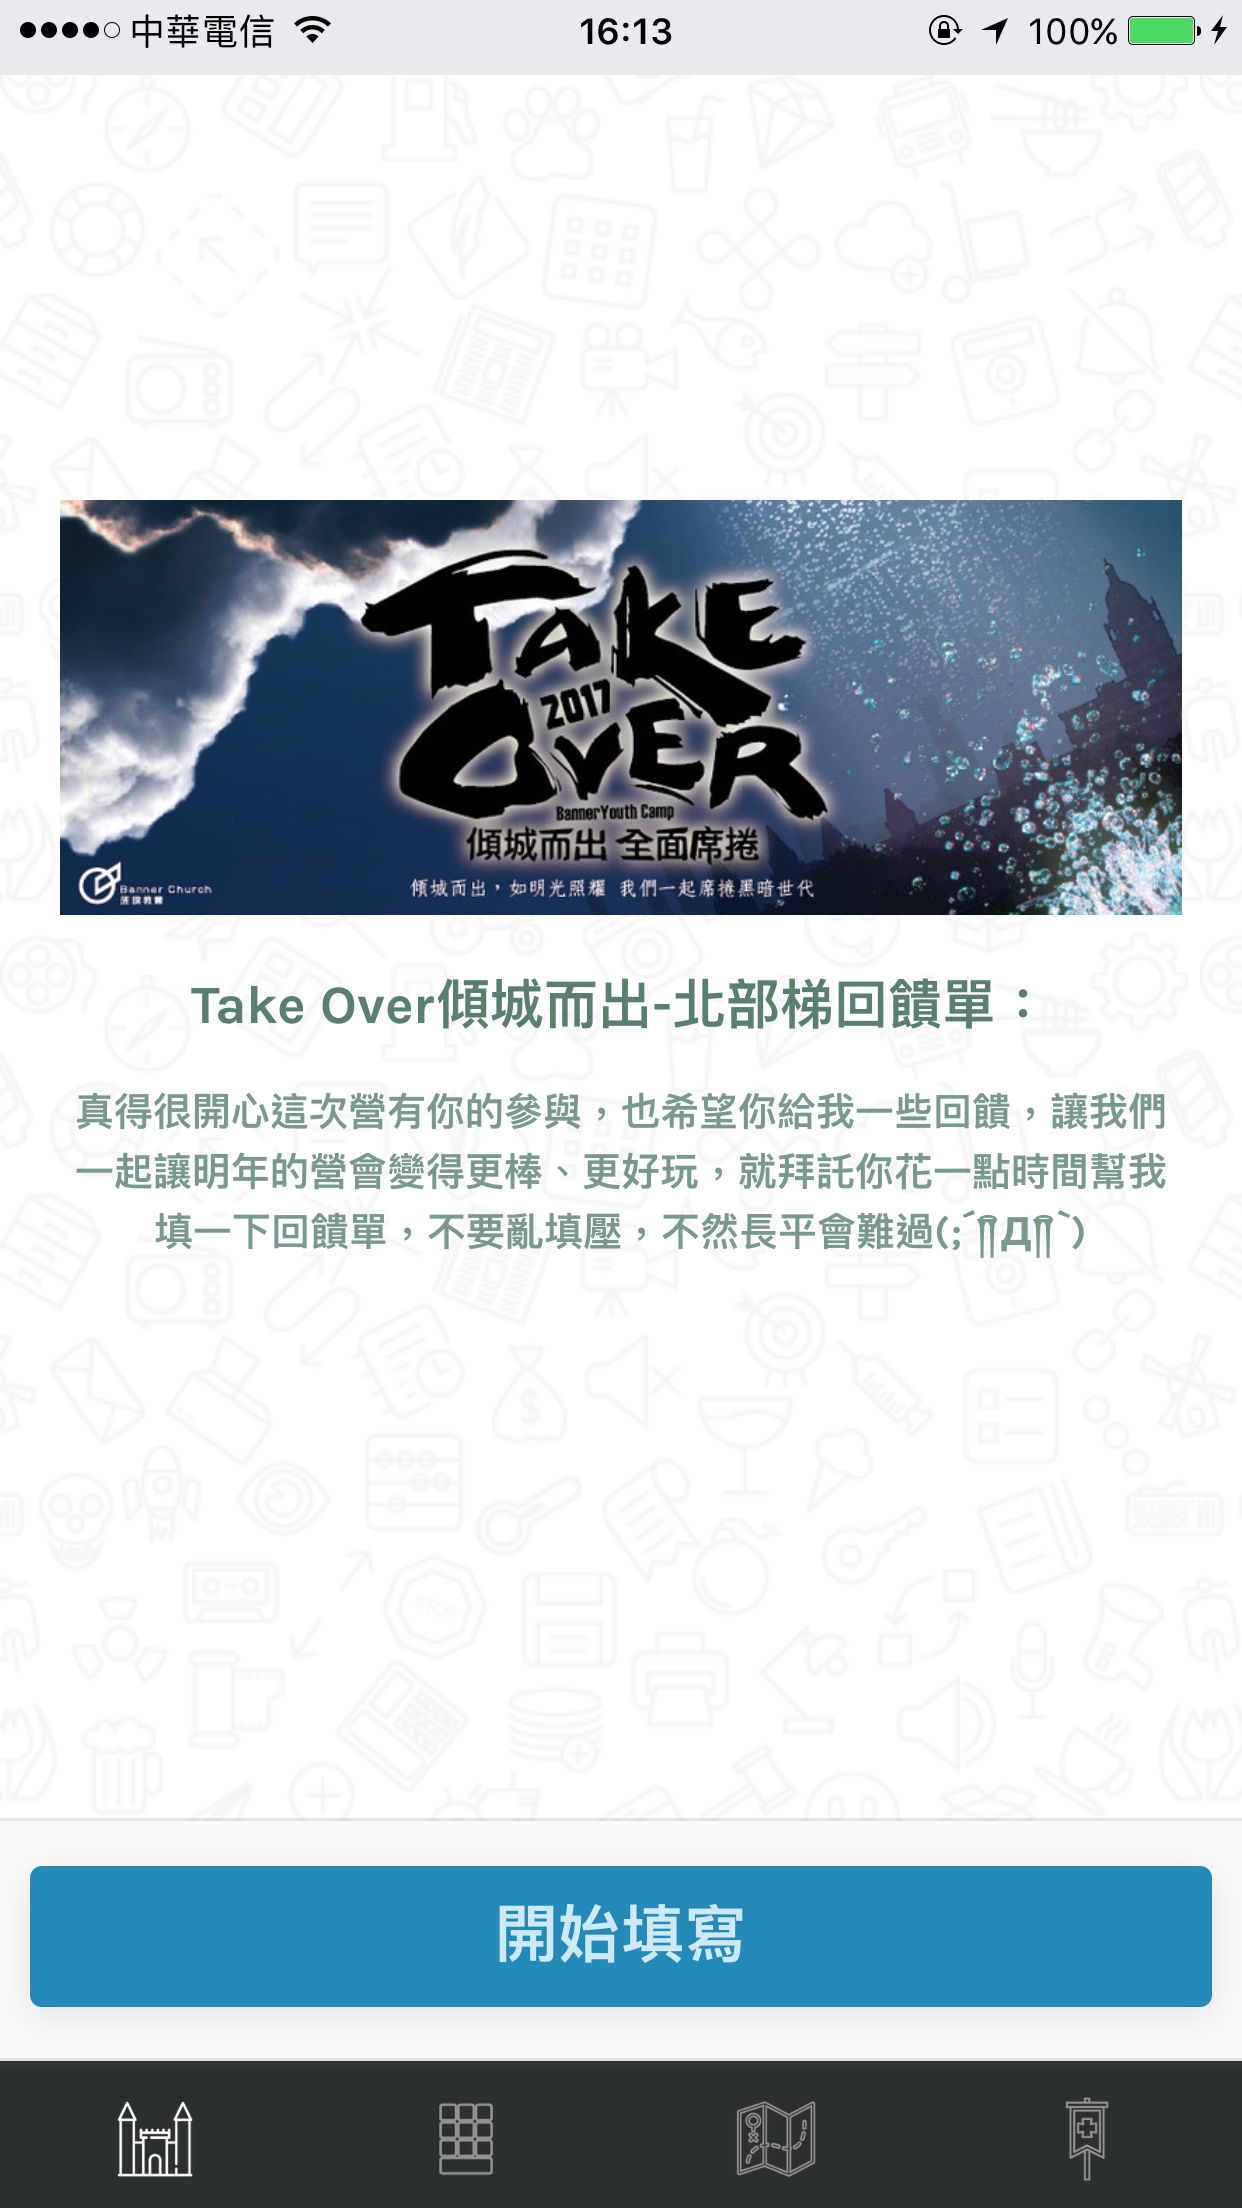 中華電信 16:13 100%
TAKE
2017
OVER
BannerYouth Camp
傾城而出 全面席捲
傾城而出，如明光照耀 我們一起席捲黑暗世代
Banner Church
旌旗教會
Take Over傾城而出-北部梯回饋單：
真得很開心這次營有你的參與，也希望你給我一些回饋，讓我們
一起讓明年的營會變得更棒、更好玩，就拜託你花一點時間幫我
填一下回饋單，不要亂填壓，不然長平會難過(;´༎ຶД༎ຶ`)
STOP
開始填寫